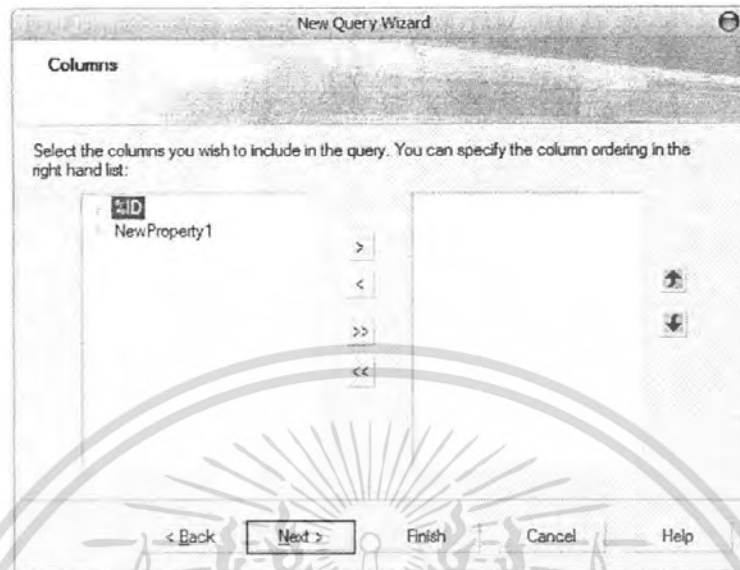 New Query Wizard
Columns
Select the columns you wish to include in the query. You can specify the column ordering in the
right hand list:
%ID
NewProperty1
>
<
>>
<<
< Back
Next >
Finish
Cancel
Help